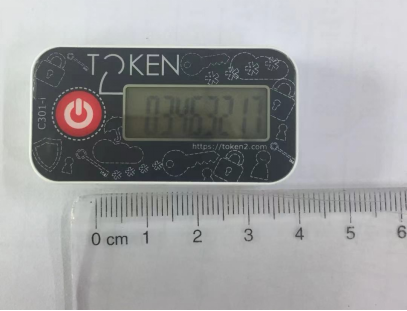 TOKEN
2
C301-i
https://token2.com
0 cm 1 2 3 4 5 6